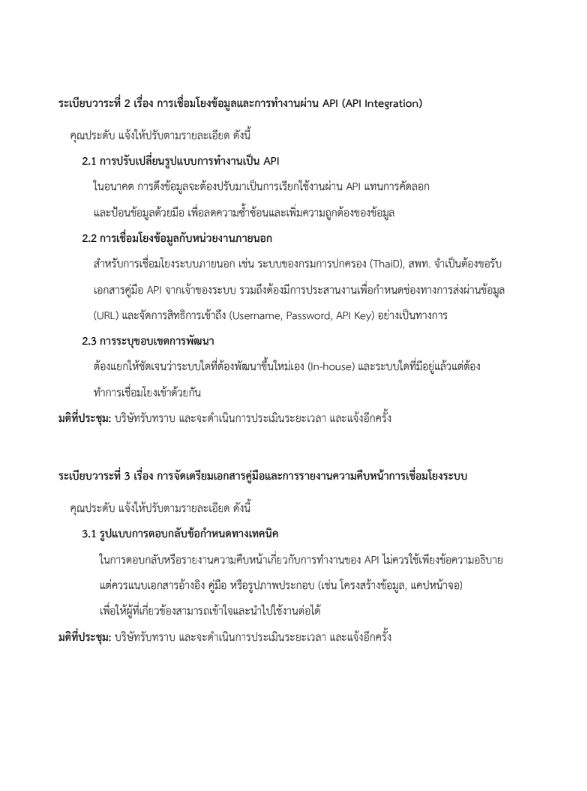 ระเบียบวาระที่ 2 เรื่อง การเชื่อมโยงข้อมูลและการทำงานผ่าน API (API Integration)
คุณประดับ แจ้งให้ปรับตามรายละเอียด ดังนี้
2.1 การปรับเปลี่ยนรูปแบบการทำงานเป็น API
ในอนาคต การดึงข้อมูลจะต้องปรับมาเป็นการเรียกใช้งานผ่าน API แทนการคัดลอก
และป้อนข้อมูลด้วยมือ เพื่อลดความซ้ำซ้อนและเพิ่มความถูกต้องของข้อมูล
2.2 การเชื่อมโยงข้อมูลกับหน่วยงานภายนอก
สำหรับการเชื่อมโยงระบบภายนอก เช่น ระบบของกรมการปกครอง (ThaiD), สพท. จำเป็นต้องขอรับ
เอกสารคู่มือ API จากเจ้าของระบบ รวมถึงต้องมีการประสานงานเพื่อกำหนดช่องทางการส่งผ่านข้อมูล
(URL) และจัดการสิทธิการเข้าถึง (Username, Password, API Key) อย่างเป็นทางการ
2.3 การระบุขอบเขตการพัฒนา
ต้องแยกให้ชัดเจนว่าระบบใดที่ต้องพัฒนาขึ้นใหม่เอง (In-house) และระบบใดที่มีอยู่แล้วแต่ต้อง
ทำการเชื่อมโยงเข้าด้วยกัน
มติที่ประชุม: บริษัทรับทราบ และจะดำเนินการประเมินระยะเวลา และแจ้งอีกครั้ง
ระเบียบวาระที่ 3 เรื่อง การจัดเตรียมเอกสารคู่มือและการรายงานความคืบหน้าการเชื่อมโยงระบบ
คุณประดับ แจ้งให้ปรับตามรายละเอียด ดังนี้
3.1 รูปแบบการตอบกลับข้อกำหนดทางเทคนิค
ในการตอบกลับหรือรายงานความคืบหน้าเกี่ยวกับการทำงานของ API ไม่ควรใช้เพียงข้อความอธิบาย
แต่ควรแนบเอกสารอ้างอิง คู่มือ หรือรูปภาพประกอบ (เช่น โครงสร้างข้อมูล, แคปหน้าจอ)
เพื่อให้ผู้ที่เกี่ยวข้องสามารถเข้าใจและนำไปใช้งานต่อได้
มติที่ประชุม: บริษัทรับทราบ และจะดำเนินการประเมินระยะเวลา และแจ้งอีกครั้ง